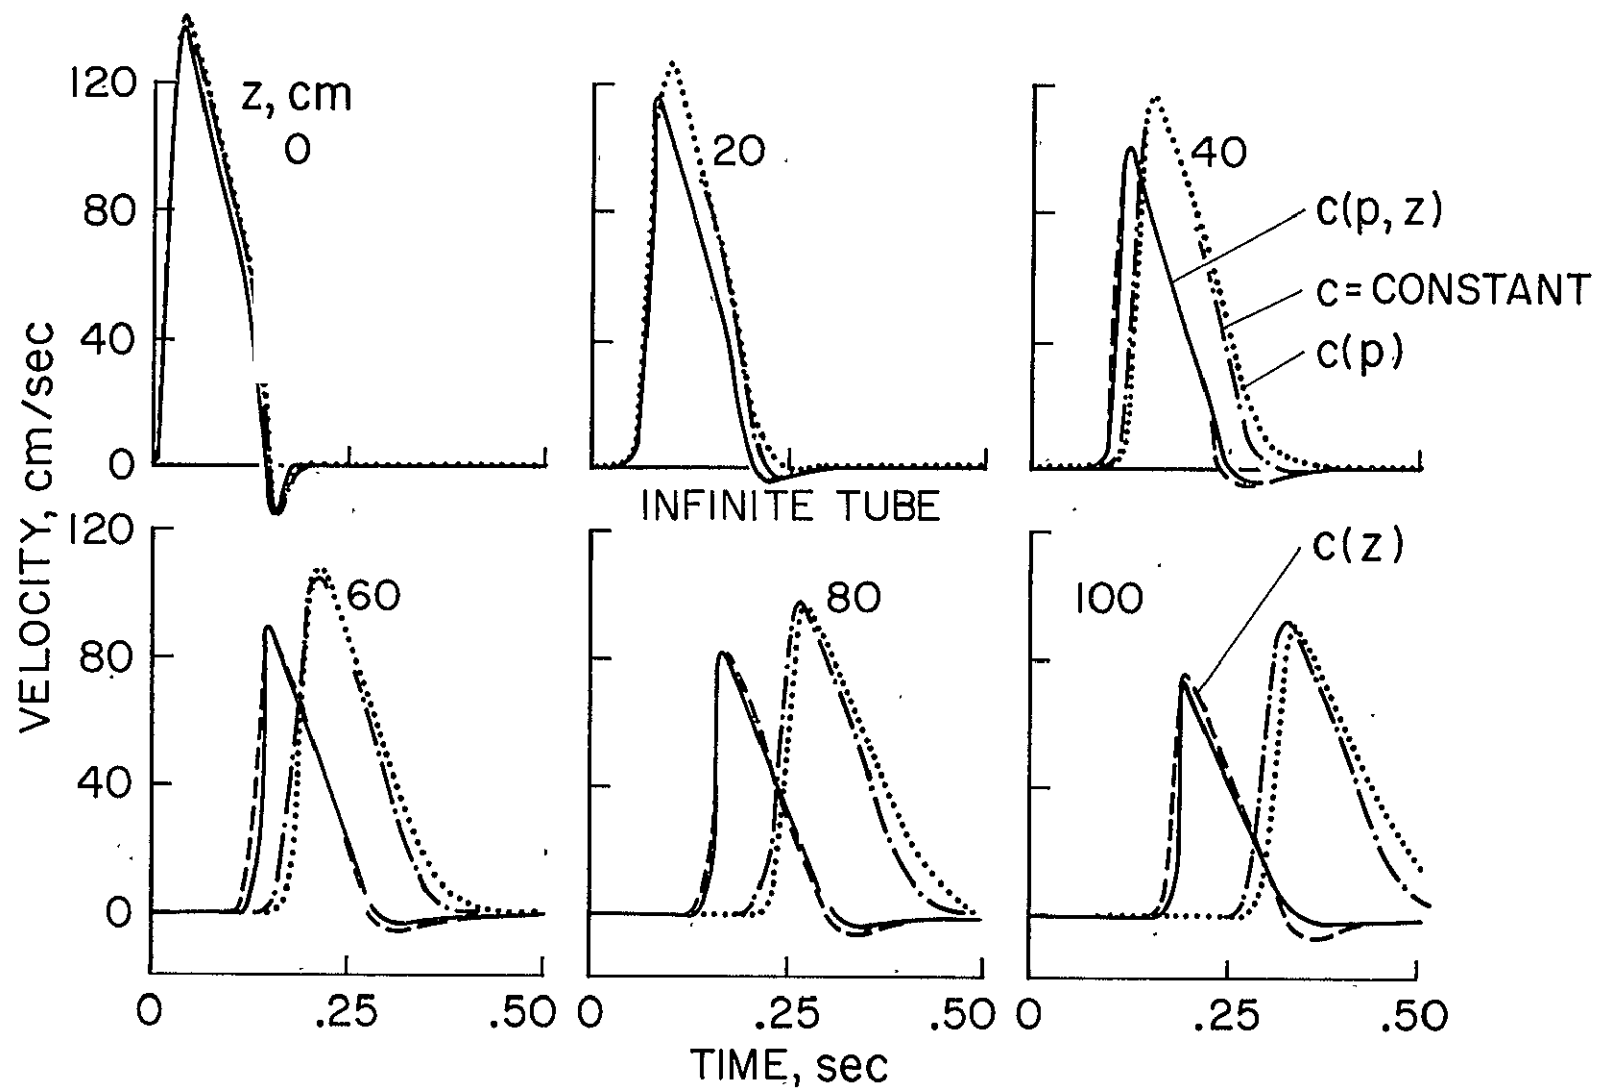 120
80
40
0
z, cm
0
20
40
c(p, z)
c=CONSTANT
c(p)
INFINITE TUBE
VELOCITY, cm/sec
120
80
40
0
60
80
100
c(z)
0 .25 .50
0 .25 .50
0 .25 .50
TIME, sec